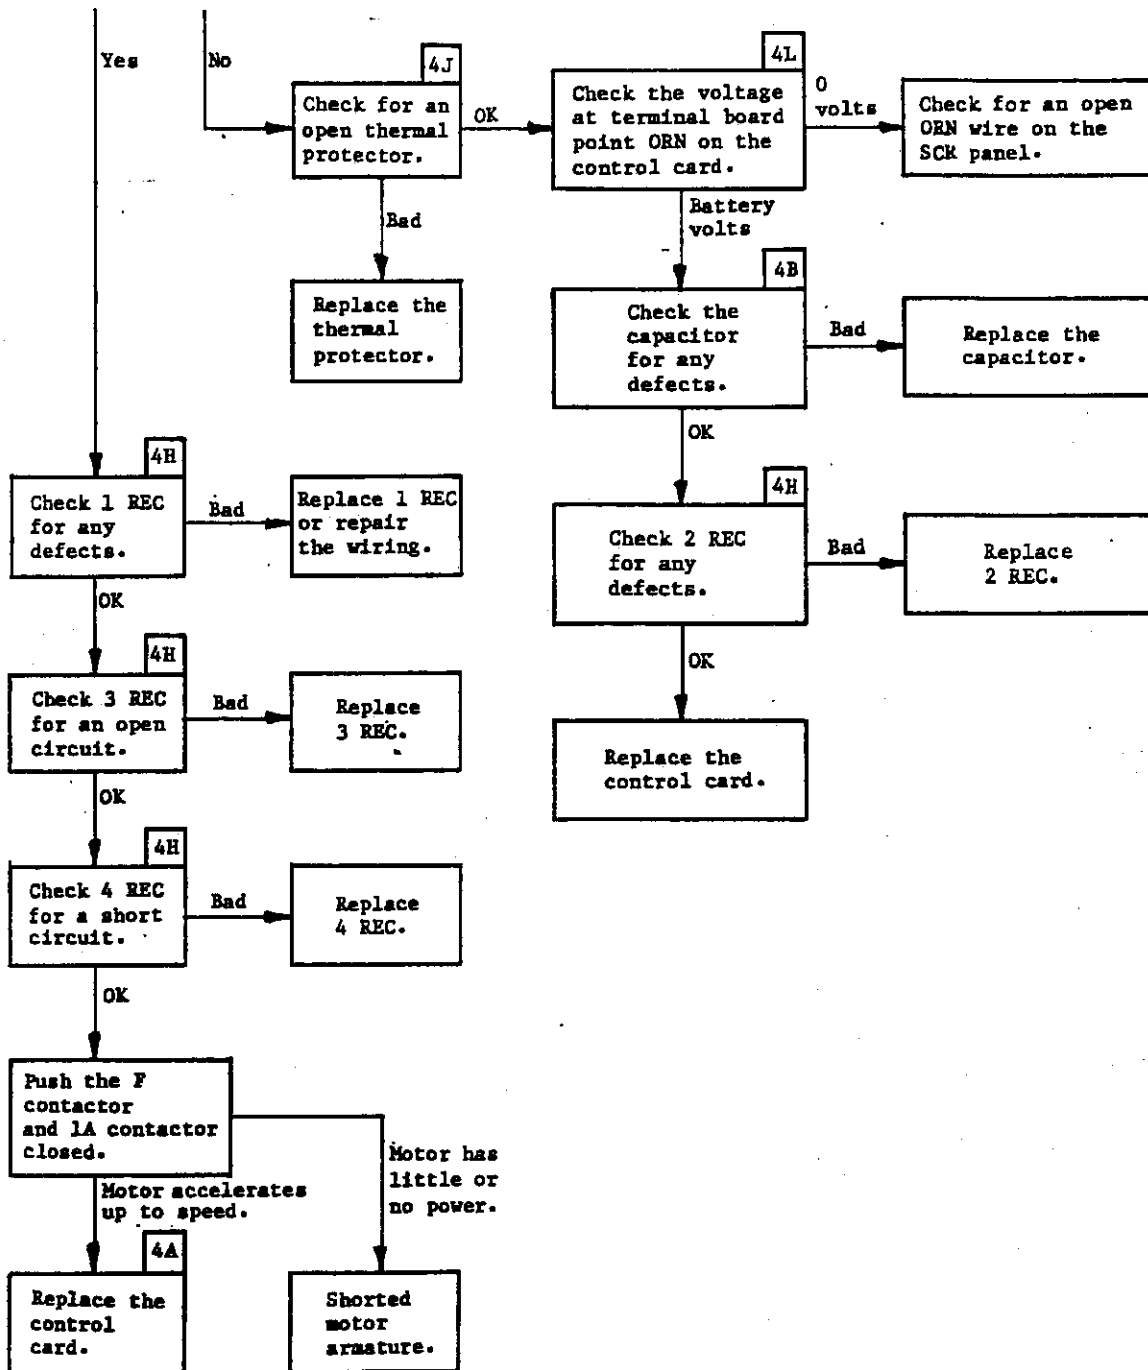 Yes
No
4J
Check for an
open thermal
protector.
OK
4L
Check the voltage
at terminal board
point ORN on the
control card.
0
volts
Check for an open
ORN wire on the
SCR panel.
Bad
Replace the
thermal
protector.
Battery
volts
4B
Check the
capacitor
for any
defects.
Bad
Replace the
capacitor.
OK
4H
Check 2 REC
for any
defects.
Bad
Replace
2 REC.
OK
Replace the
control card.
4H
Check 1 REC
for any
defects.
Bad
Replace 1 REC
or repair
the wiring.
OK
4H
Check 3 REC
for an open
circuit.
Bad
Replace
3 REC.
OK
4H
Check 4 REC
for a short
circuit.
Bad
Replace
4 REC.
OK
Push the F
contactor
and 1A contactor
closed.
Motor has
little or
no power.
Motor accelerates
up to speed.
4A
Replace the
control
card.
Shorted
motor
armature.